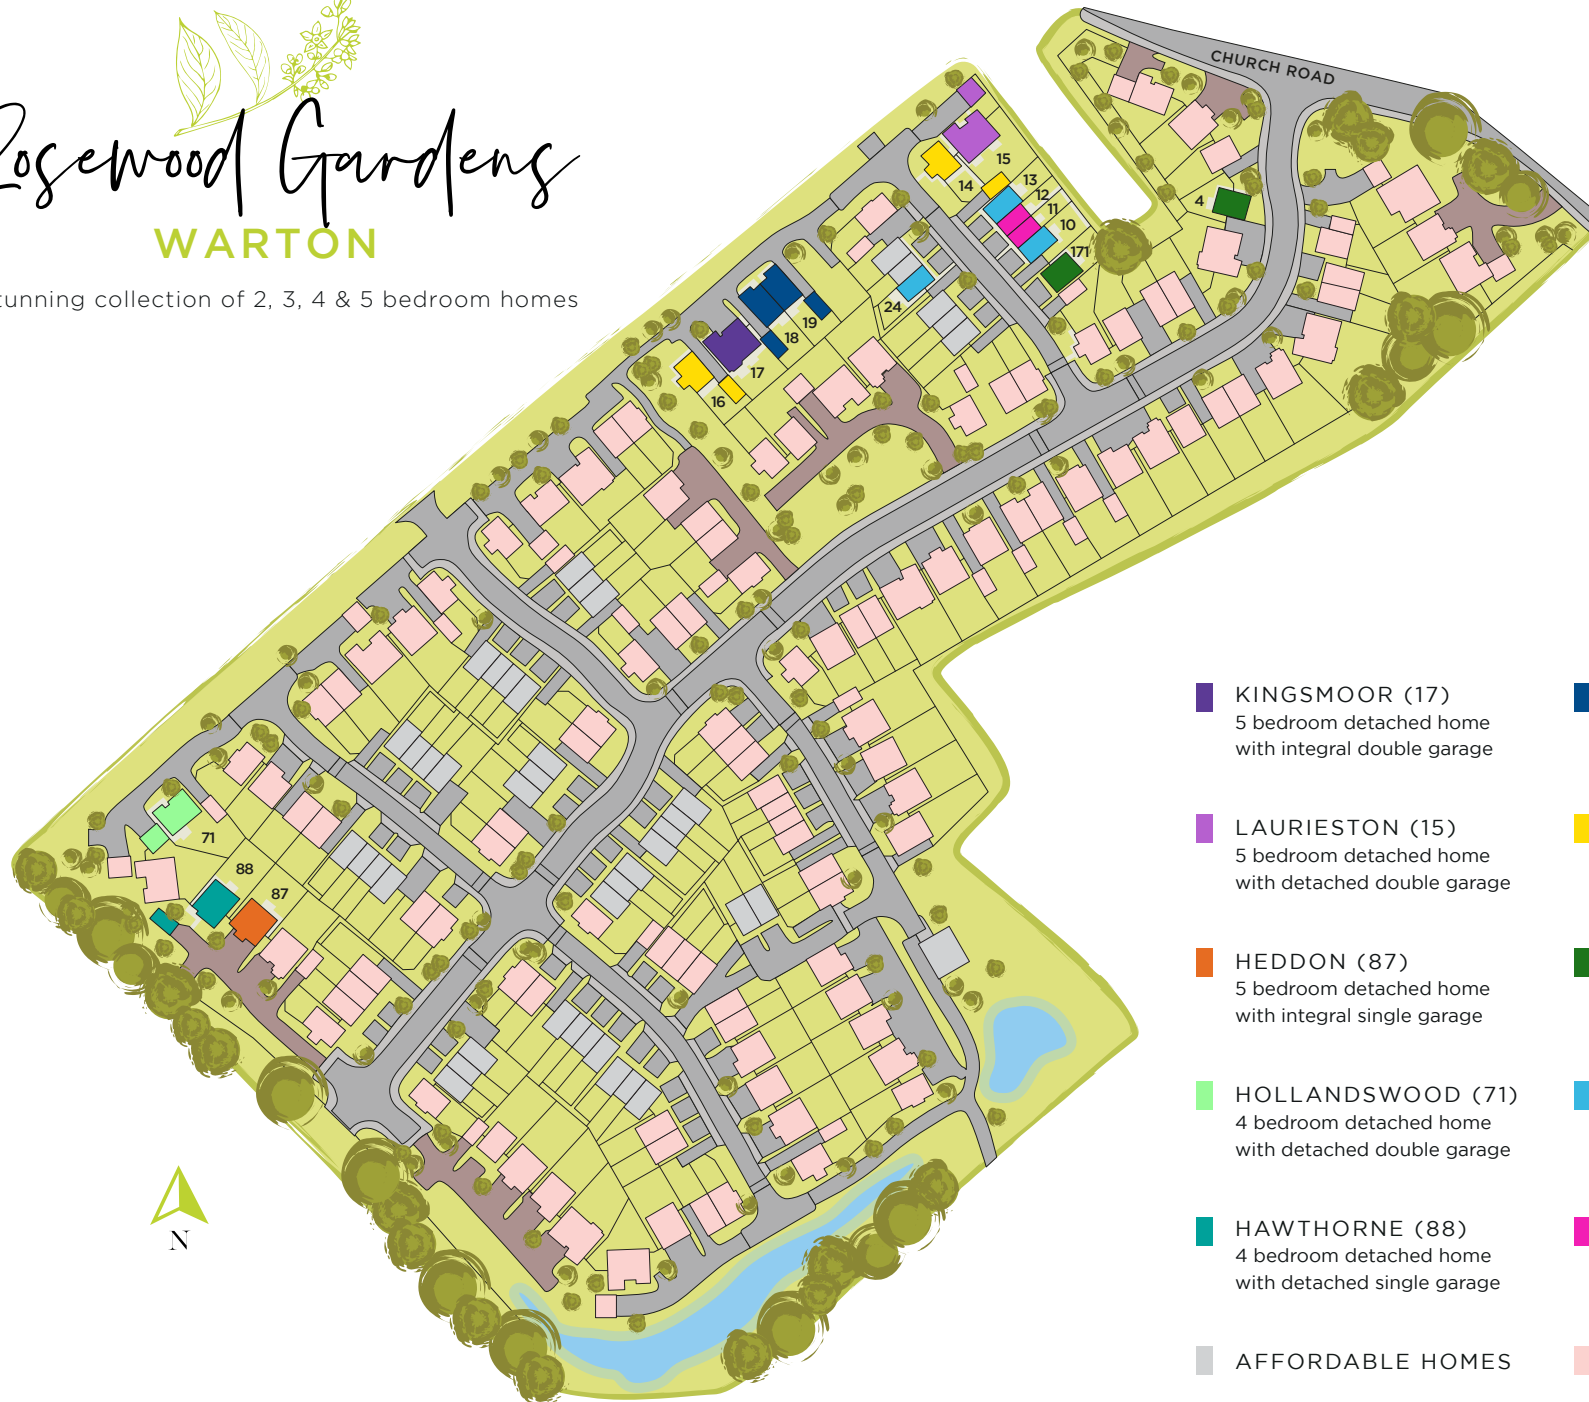 Rosewood Gardens
WARTON
stunning collection of 2, 3, 4 & 5 bedroom homes
CHURCH ROAD
15
14
13
12
11
10
171
4
24
19
18
17
16
71
88
87
KINGSMOOR (17)
5 bedroom detached home
with integral double garage
LAURIESTON (15)
5 bedroom detached home
with detached double garage
HEDDON (87)
5 bedroom detached home
with integral single garage
HOLLANDSWOOD (71)
4 bedroom detached home
with detached double garage
HAWTHORNE (88)
4 bedroom detached home
with detached single garage
AFFORDABLE HOMES
N